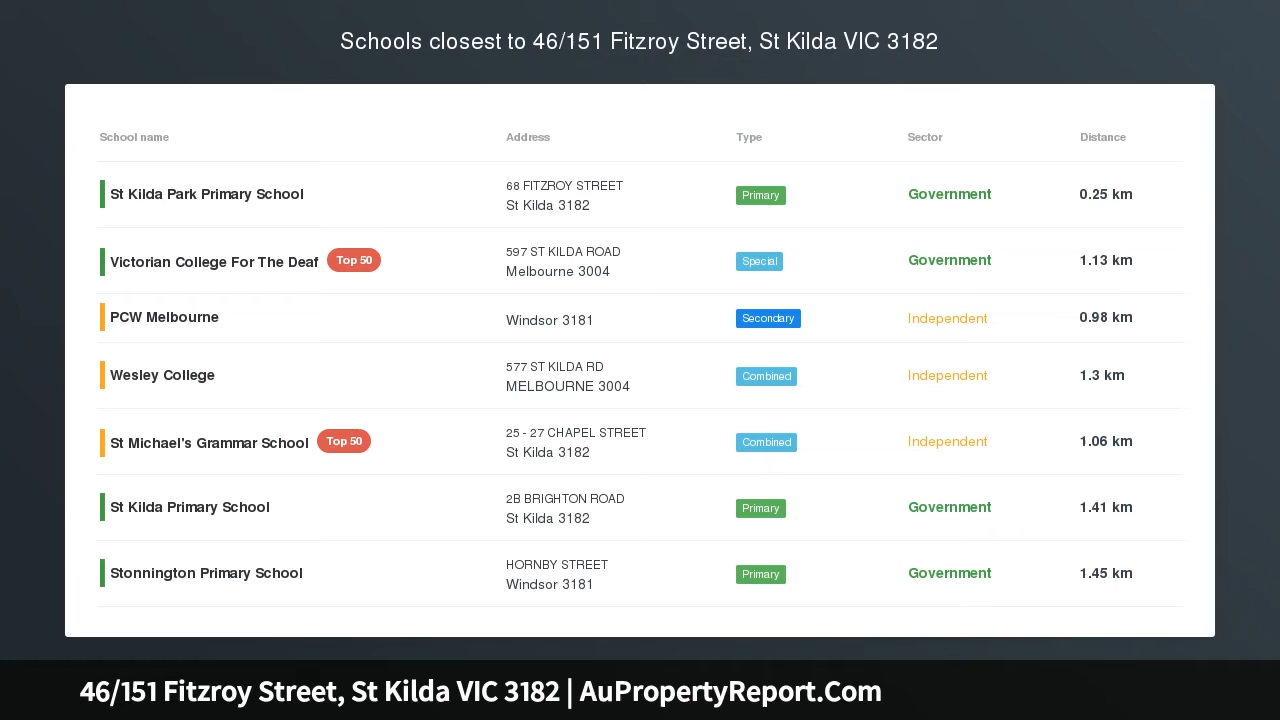 Schools closest to 46/151 Fitzroy Street, St Kilda VIC 3182
School name Address Type Sector Distance
St Kilda Park Primary School 68 FITZROY STREET Primary Government 0.25 km
St Kilda 3182
Victorian College For The Deaf Top 50 597 ST KILDA ROAD Special Government 1.13 km
Melbourne 3004
PCW Melbourne Windsor 3181 Secondary Independent 0.98 km
Wesley College 577 ST KILDA RD Combined Independent 1.3 km
MELBOURNE 3004
St Michael's Grammar School Top 50 25 - 27 CHAPEL STREET Combined Independent 1.06 km
St Kilda 3182
St Kilda Primary School 2B BRIGHTON ROAD Primary Government 1.41 km
St Kilda 3182
Stonnington Primary School HORNBY STREET Primary Government 1.45 km
Windsor 3181
46/151 Fitzroy Street, St Kilda VIC 3182 | AuPropertyReport.Com